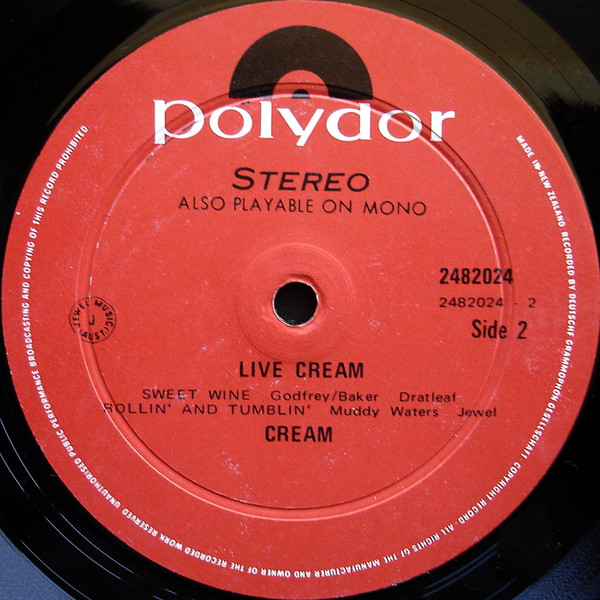 polydor
STEREO
ALSO PLAYABLE ON MONO
2482024
2482024 - 2
Side 2
JEWEL MUSIC
J
(AUST.)
LIVE CREAM
SWEET WINE Godfrey/Baker Dratleaf
ROLLIN' AND TUMBLIN' Muddy Waters Jewel
CREAM
MADE IN NEW ZEALAND RECORDED BY DEUTSCHE GRAMMOPHON GESELLSCHAFT. COPYRIGHT RECORD - ALL RIGHTS OF THE MANUFACTURER AND OWNER OF THE RECORDED WORK RESERVED UNAUTHORISED PUBLIC PERFORMANCE BROADCASTING AND COPYING OF THIS RECORD PROHIBITED